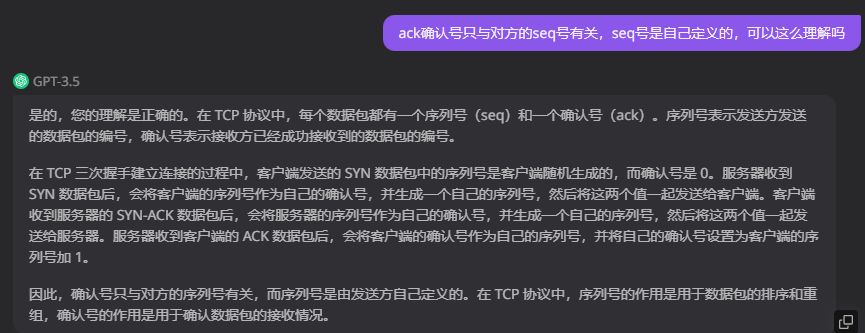 ack确认号只与对方的seq号有关，seq号是自己定义的，可以这么理解吗
GPT-3.5
是的，您的理解是正确的。在 TCP 协议中，每个数据包都有一个序列号（seq）和一个确认号（ack）。序列号表示发送方发送
的数据包的编号，确认号表示接收方已经成功接收到的数据包的编号。
在 TCP 三次握手建立连接的过程中，客户端发送的 SYN 数据包中的序列号是客户端随机生成的，而确认号是 0。服务器收到
SYN 数据包后，会将客户端的序列号作为自己的确认号，并生成一个自己的序列号，然后将这两个值一起发送给客户端。客户端
收到服务器的 SYN-ACK 数据包后，会将服务器的序列号作为自己的确认号，并生成一个自己的序列号，然后将这两个值一起发
送给服务器。服务器收到客户端的 ACK 数据包后，会将客户端的确认号作为自己的序列号，并将自己的确认号设置为客户端的序
列号加 1。
因此，确认号只与对方的序列号有关，而序列号是由发送方自己定义的。在 TCP 协议中，序列号的作用是用于数据包的排序和重
组，确认号的作用是用于确认数据包的接收情况。